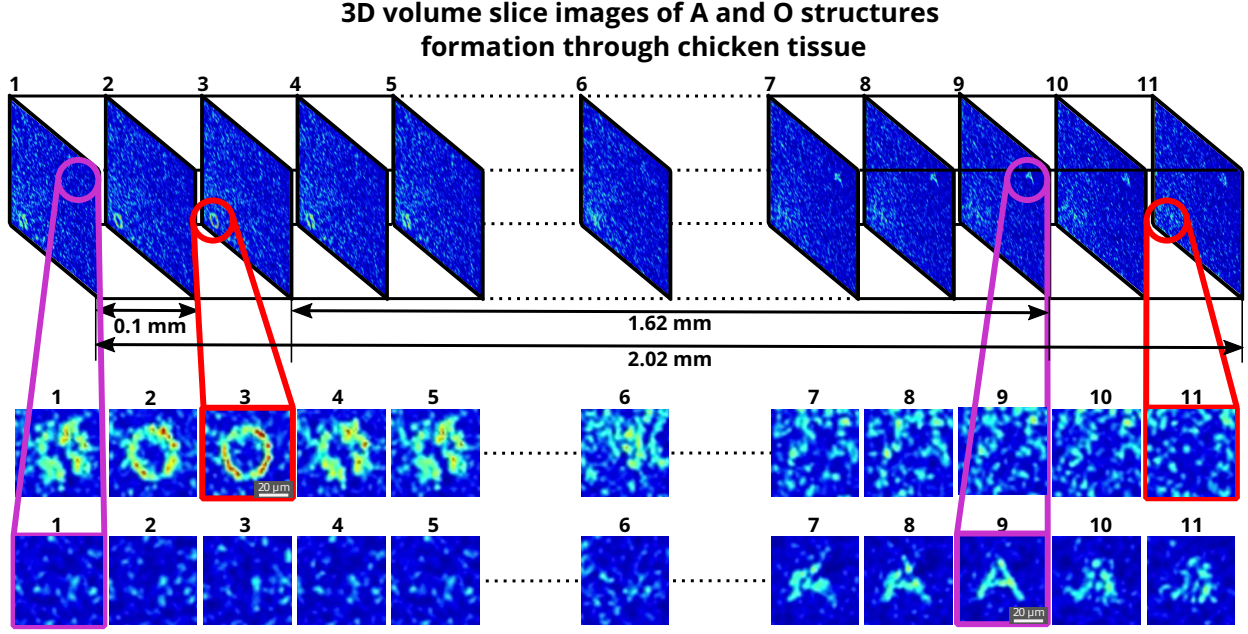 3D volume slice images of A and O structures
formation through chicken tissue
1 2 3 4 5 6 7 8 9 10 11
0.1 mm
1.62 mm
2.02 mm
1 2 3 4 5 6 7 8 9 10 11
20 µm
1 2 3 4 5 6 7 8 9 10 11
20 µm